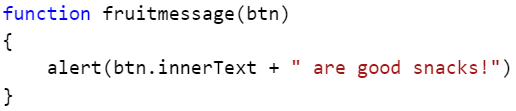 function fruitmessage(btn)
{
    alert(btn.innerText + " are good snacks!")
}